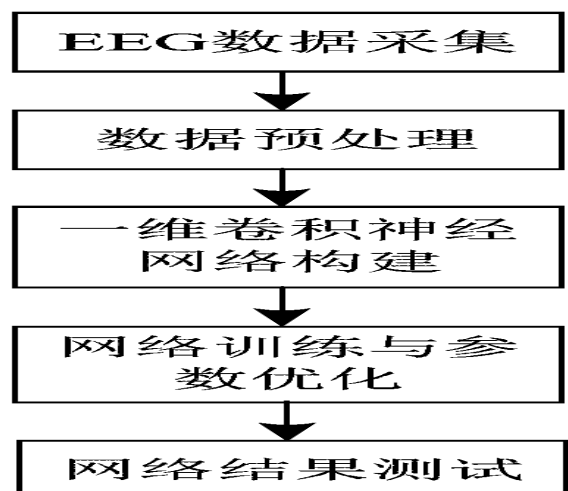 EEG数据采集
数据预处理
一维卷积神经
网络构建
网络训练与参
数优化
网络结果测试